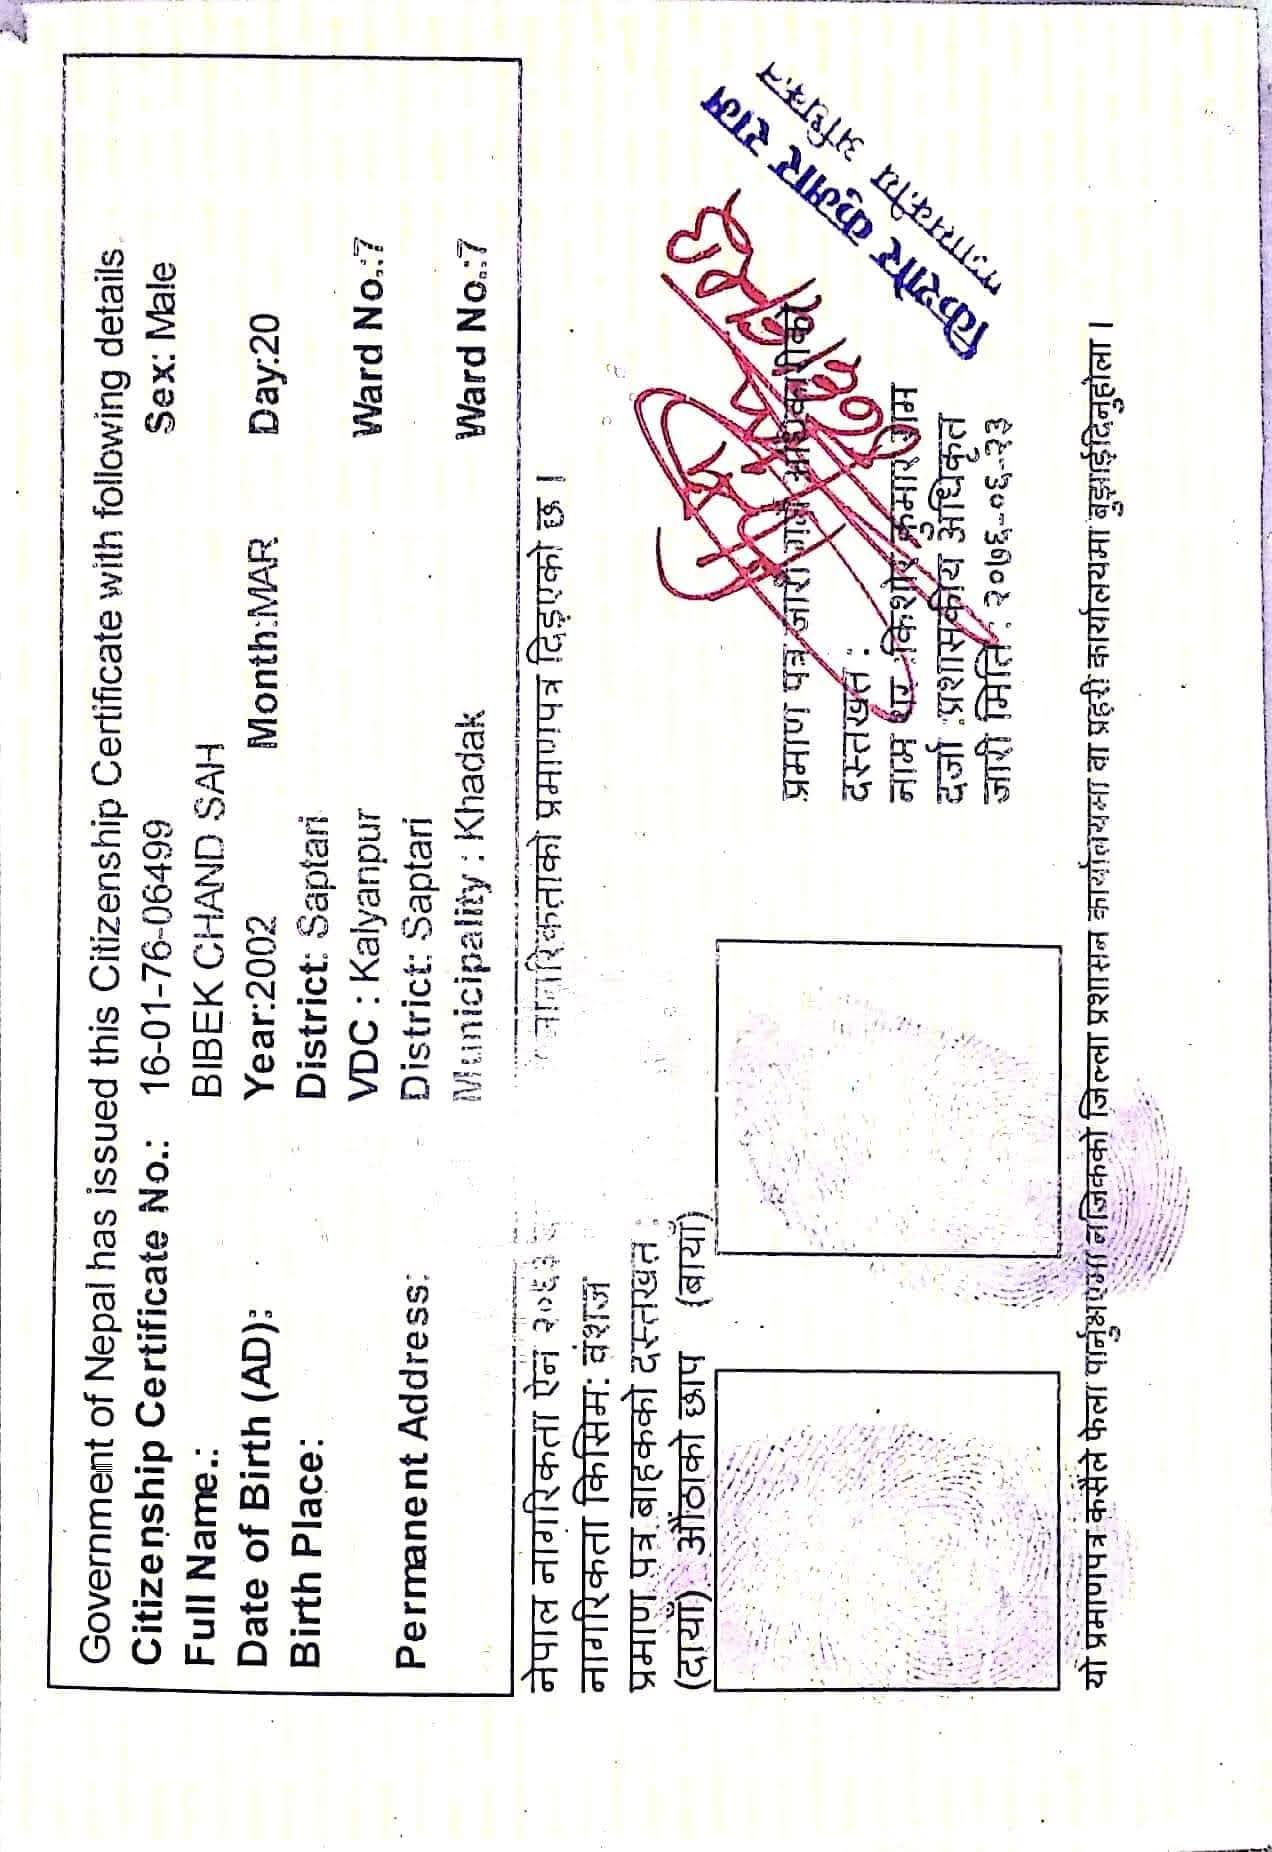 Government of Nepal has issued this Citizenship Certificate with following details.
Citizenship Certificate No.: 16-01-76-06499 Sex: Male
Full Name.: BIBEK CHAND SAH
Date of Birth (AD): Year:2002 Month:MAR Day:20
Birth Place: District: Saptari
VDC : Kalyanpur Ward No.:7
Permanent Address: District: Saptari
Municipality : Khadak Ward No.:7
नेपाल नागरिकता ऐन २०६३ नागरिकताको प्रमाणपत्र दिइएको छ ।
नागरिकता किसिम: वंशज
प्रमाण पत्र बाहकको दस्तखत :
(दायाँ) औंठाको छाप (बायाँ)
प्रमाण पत्र जारी गर्ने अधिकारीको
दस्तखत :
नाम थर :किशोर कुमार राम
दर्जा :प्रशासकीय अधिकृत
जारी मिति : २०७६-०६-२३
किशोर कुमार राम
प्रशासकीय अधिकृत
यो प्रमाणपत्र कसैले फेला पार्नुभएमा नजिकको जिल्ला प्रशासन कार्यालयमा वा प्रहरी कार्यालयमा बुझाईदिनुहोला ।